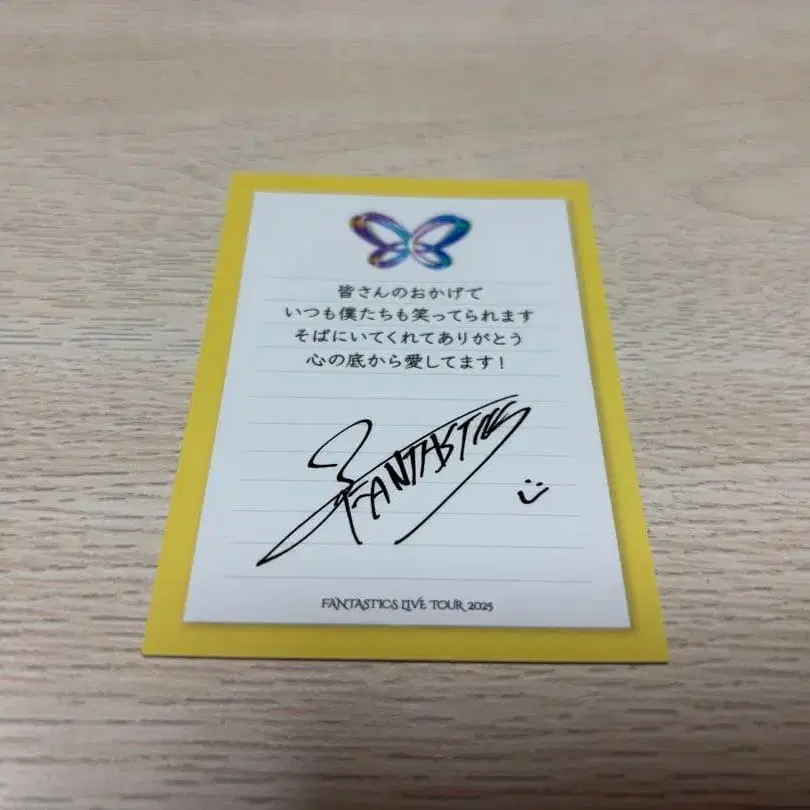 皆さんのおかげで
いつも僕たちも笑ってられます
そばにいてくれてありがとう
心の底から愛してます!
FANTASTICS
FANTASTICS LIVE TOUR 2025